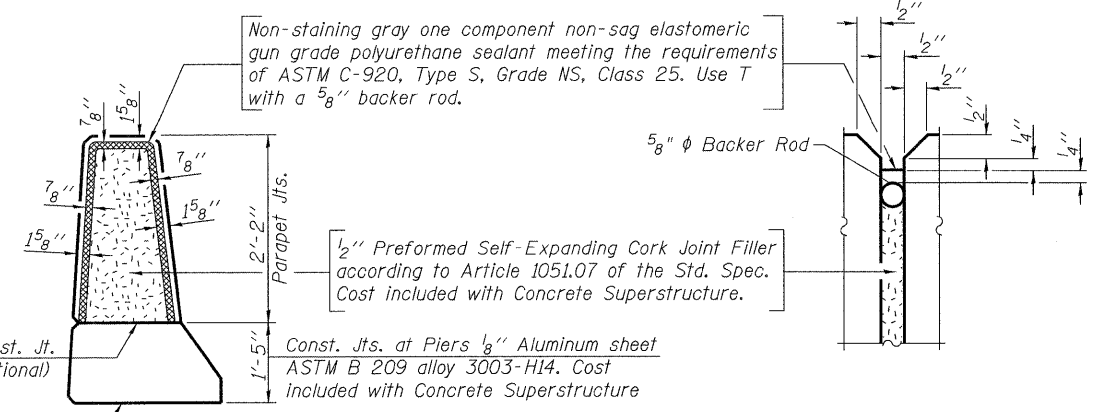 Non-staining gray one component non-sag elastomeric
gun grade polyurethane sealant meeting the requirements
of ASTM C-920, Type S, Grade NS, Class 25. Use T
with a 5/8" backer rod.
7/8"
1 5/8"
7/8"
7/8"
1 5/8"
1 5/8"
2'-2"
Parapet Jts.
1/2" Preformed Self-Expanding Cork Joint Filler
according to Article 1051.07 of the Std. Spec.
Cost included with Concrete Superstructure.
st. Jt.
tional)
1'-5"
Const. Jts. at Piers 1/8" Aluminum sheet
ASTM B 209 alloy 3003-H14. Cost
included with Concrete Superstructure
1/2"
1/2"
1/2"
1/2"
1/4"
1/4"
5/8" ϕ Backer Rod